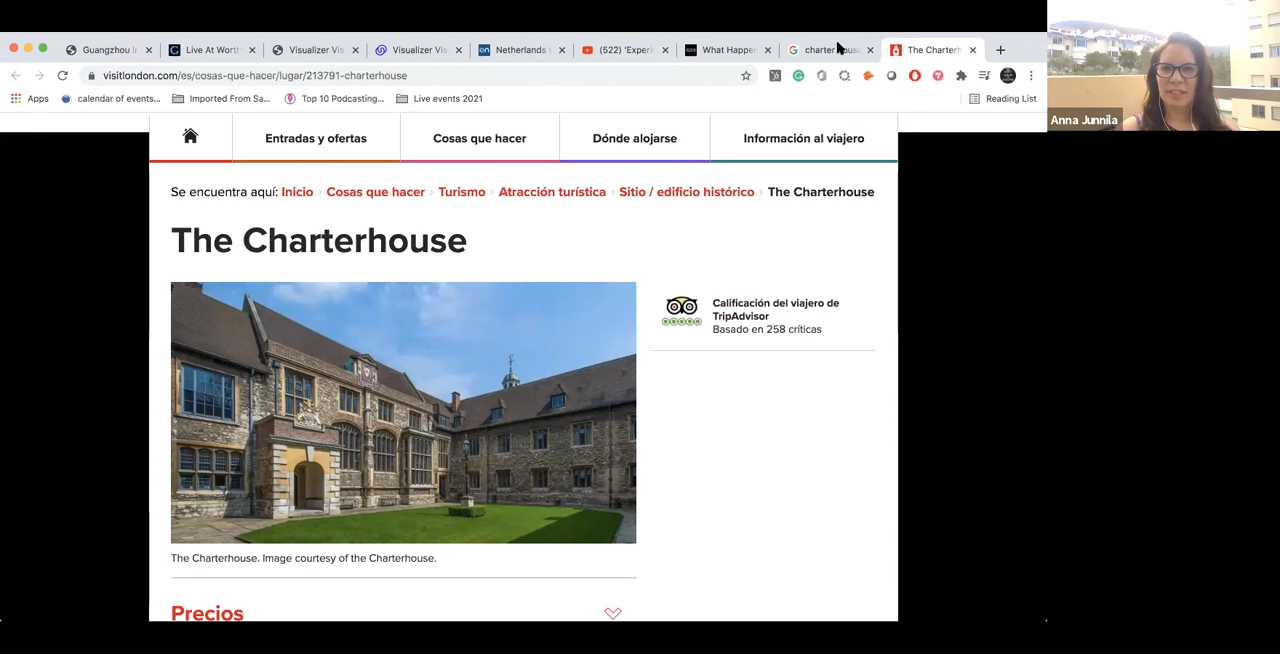 Guangzhou I
Live At Wort
Visualizer Vis
Visualizer Vis
Netherlands
(522) 'Experi
What Happe
charterhouse
The Charterh
visitlondon.com/es/cosas-que-hacer/lugar/213791-charterhouse
Apps
calendar of events...
Imported From Sa...
Top 10 Podcasting...
Live events 2021
Reading List
Anna Junnila
Entradas y ofertas
Cosas que hacer
Dónde alojarse
Información al viajero
Se encuentra aquí: Inicio › Cosas que hacer › Turismo › Atracción turística › Sitio / edificio histórico › The Charterhouse
The Charterhouse
Calificación del viajero de
TripAdvisor
Basado en 258 críticas
The Charterhouse. Image courtesy of the Charterhouse.
Precios